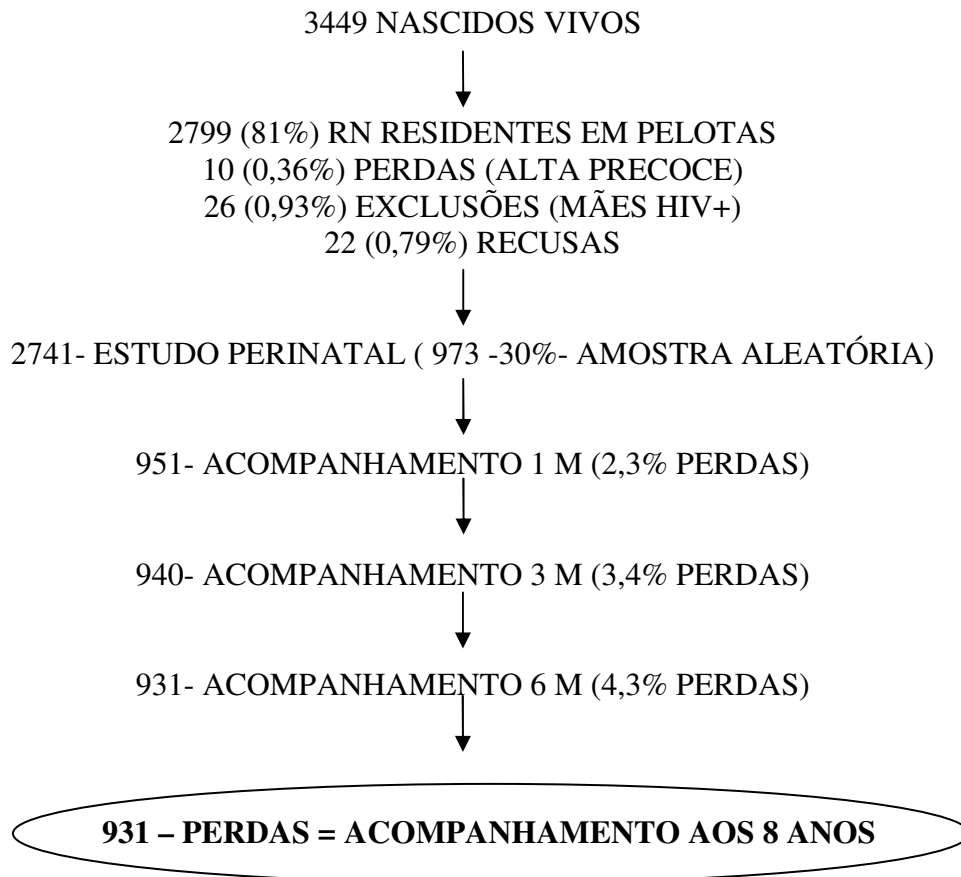 3449 NASCIDOS VIVOS
2799 (81%) RN RESIDENTES EM PELOTAS
10 (0,36%) PERDAS (ALTA PRECOCE)
26 (0,93%) EXCLUSÕES (MÃES HIV+)
22 (0,79%) RECUSAS
2741- ESTUDO PERINATAL ( 973 -30%- AMOSTRA ALEATÓRIA)
951- ACOMPANHAMENTO 1 M (2,3% PERDAS)
940- ACOMPANHAMENTO 3 M (3,4% PERDAS)
931- ACOMPANHAMENTO 6 M (4,3% PERDAS)
931 – PERDAS = ACOMPANHAMENTO AOS 8 ANOS